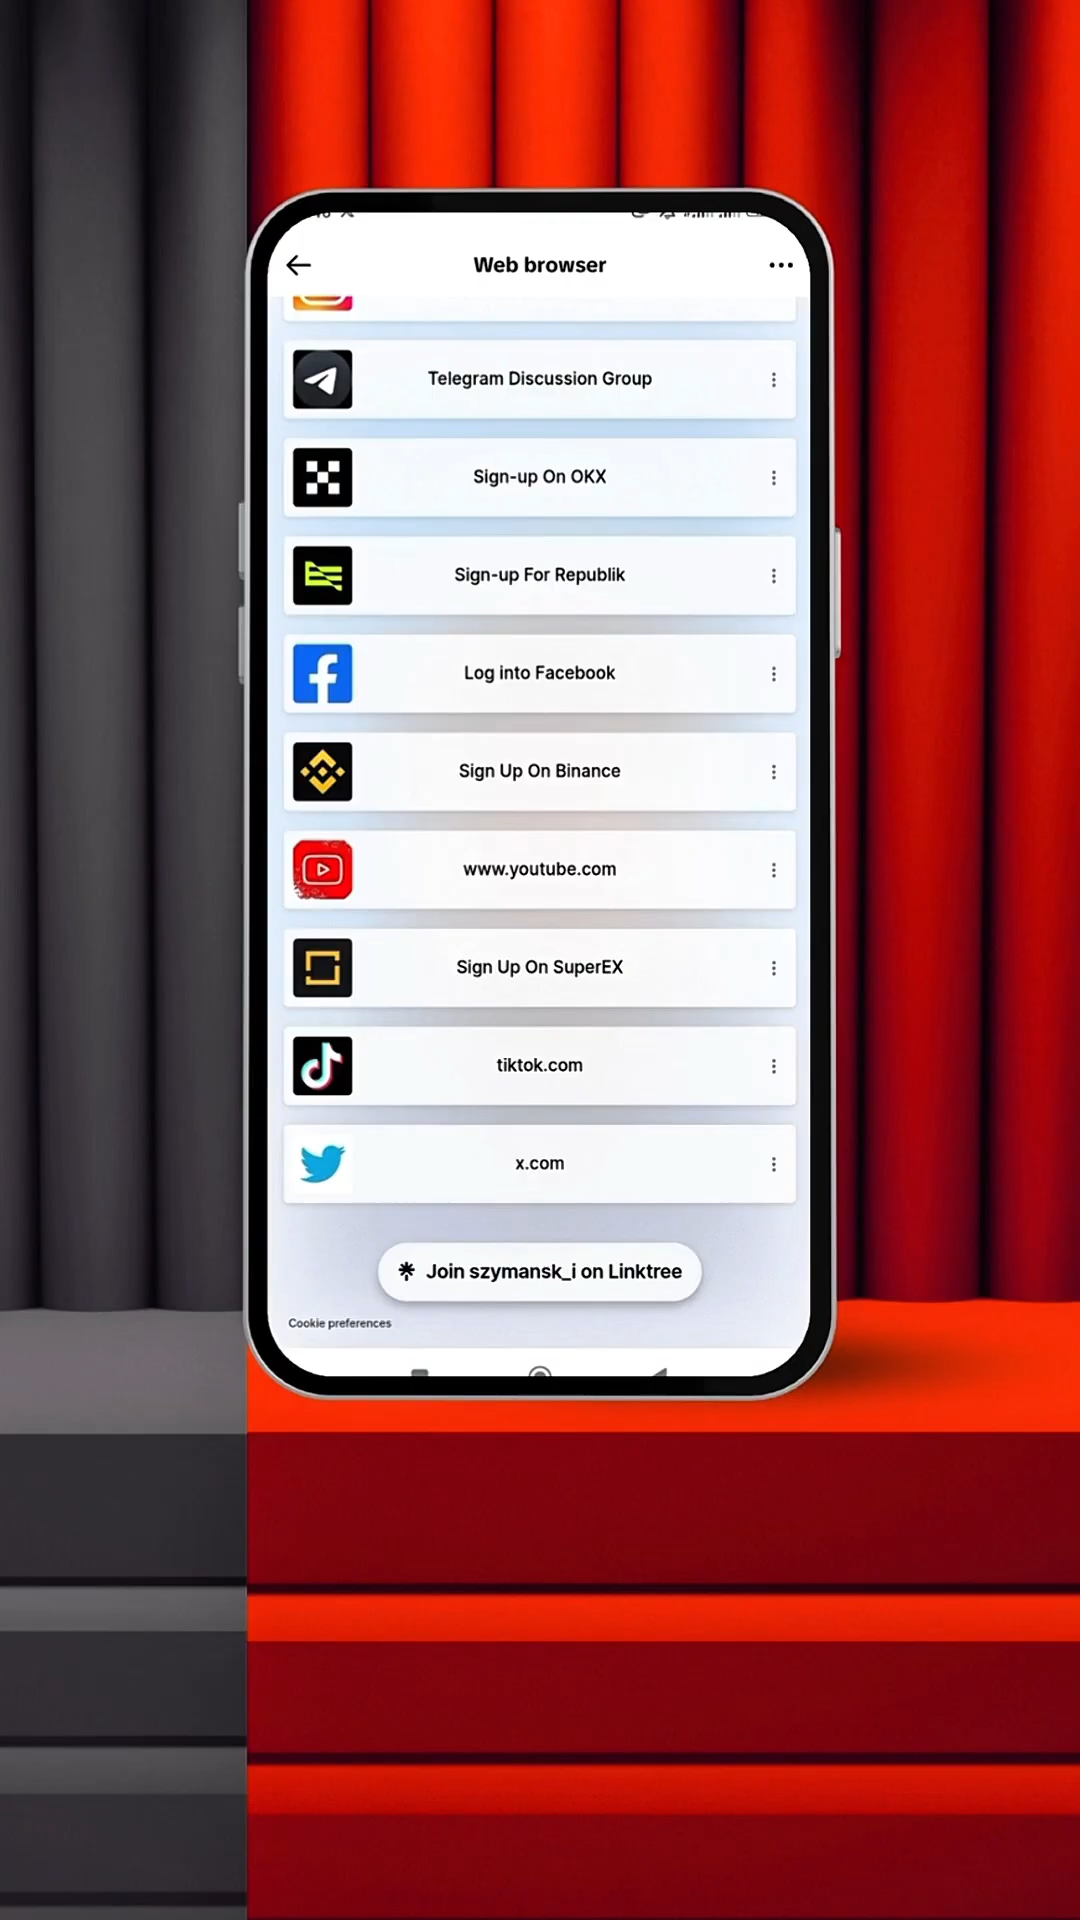 Web browser
Telegram Discussion Group
Sign-up On OKX
Sign-up For Republik
Log into Facebook
Sign Up On Binance
www.youtube.com
Sign Up On SuperEX
tiktok.com
x.com
Join szymansk_i on Linktree
Cookie preferences